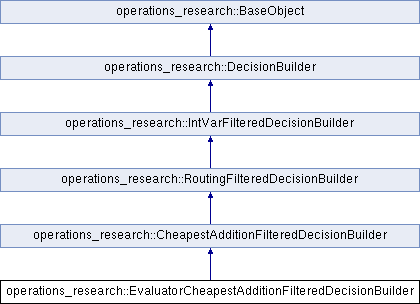 operations_research::BaseObject
operations_research::DecisionBuilder
operations_research::IntVarFilteredDecisionBuilder
operations_research::RoutingFilteredDecisionBuilder
operations_research::CheapestAdditionFilteredDecisionBuilder
operations_research::EvaluatorCheapestAdditionFilteredDecisionBuilder